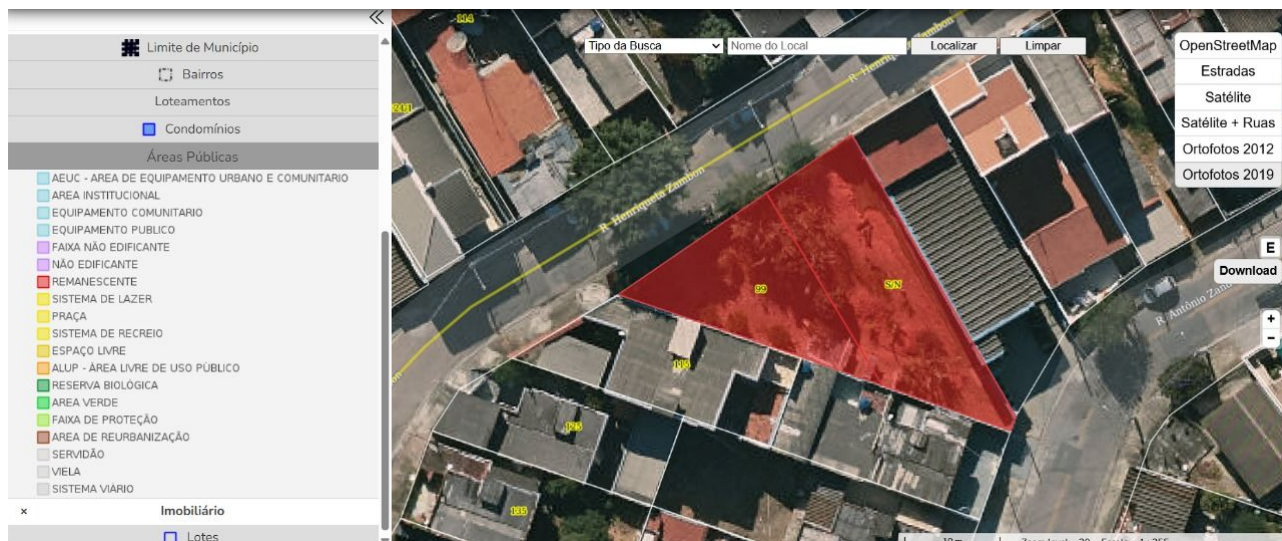 Limite de Município
Bairros
Loteamentos
Condomínios
Áreas Públicas
AEUC - AREA DE EQUIPAMENTO URBANO E COMUNITARIO
AREA INSTITUCIONAL
EQUIPAMENTO COMUNITARIO
EQUIPAMENTO PUBLICO
FAIXA NÃO EDIFICANTE
NÃO EDIFICANTE
REMANESCENTE
SISTEMA DE LAZER
PRAÇA
SISTEMA DE RECREIO
ESPAÇO LIVRE
ALUP - ÁREA LIVRE DE USO PÚBLICO
RESERVA BIOLÓGICA
AREA VERDE
FAIXA DE PROTEÇÃO
AREA DE REURBANIZAÇÃO
SERVIDÃO
VIELA
SISTEMA VIÁRIO
× Imobiliário
Lotes
Tipo da Busca Nome do Local Localizar Limpar
OpenStreetMap
Estradas
Satélite
Satélite + Ruas
Ortofotos 2012
Ortofotos 2019
E
Download
+
−
114
R. Henriqueta Zambon
99
S/N
115
125
135
R. Antônio